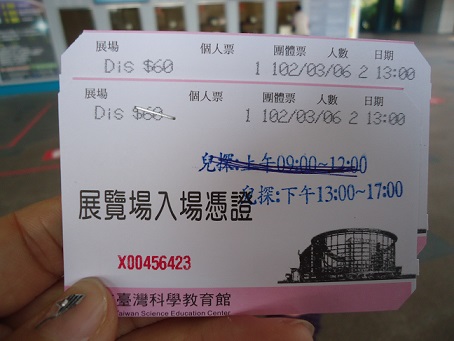 展場 個人票 團體票 人數 日期
Dis $60 1 102/03/06 2 13:00
展場 個人票 團體票 人數 日期
Dis $60 1 102/03/06 2 13:00
兒探:上午09:00~12:00
兒探:下午13:00~17:00
展覽場入場憑證
X00456423
臺灣科學教育館
Taiwan Science Education Center